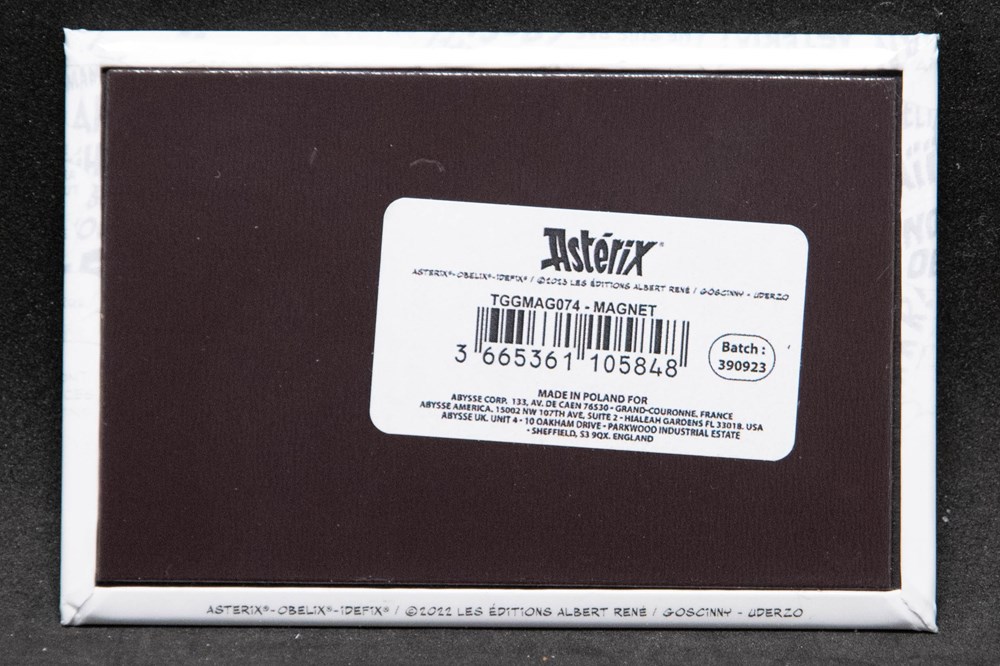 Astérix®
ASTERIX®-OBELIX®-IDEFIX® / ©2023 LES ÉDITIONS ALBERT RENÉ / GOSCINNY - UDERZO
TGGMAG074 - MAGNET
3 665361 105848
Batch :
390923
MADE IN POLAND FOR
ABYSSE CORP. 133, AV. DE CAEN 76530 - GRAND-COURONNE. FRANCE
ABYSSE AMERICA. 15002 NW 107TH AVE, SUITE 2 - HIALEAH GARDENS FL 33018. USA
ABYSSE UK. UNIT 4 - 10 OAKHAM DRIVE - PARKWOOD INDUSTRIAL ESTATE
- SHEFFIELD, S3 9QX. ENGLAND
ASTERIX®-OBELIX®-IDEFIX® / ©2022 LES ÉDITIONS ALBERT RENÉ / GOSCINNY - UDERZO